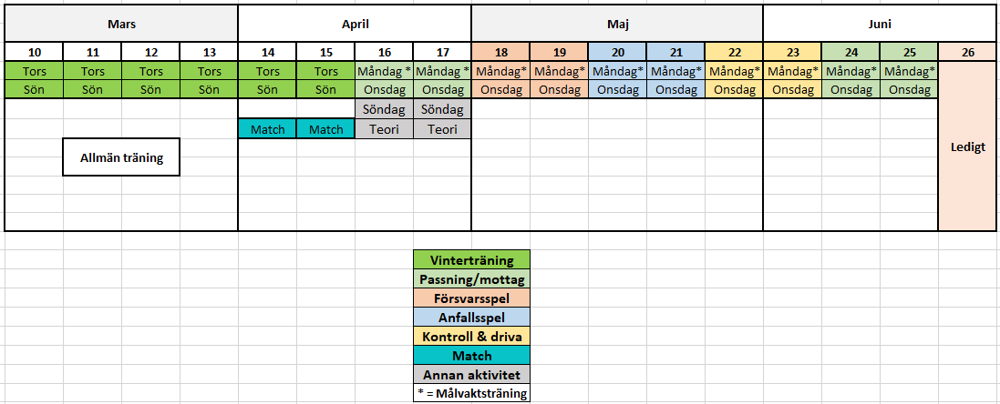 Mars April Maj Juni
10 11 12 13 14 15 16 17 18 19 20 21 22 23 24 25 26
Tors Tors Tors Tors Tors Tors Måndag * Måndag * Måndag* Måndag* Måndag* Måndag* Måndag* Måndag* Måndag* Måndag*
Sön Sön Sön Sön Sön Sön Onsdag Onsdag Onsdag Onsdag Onsdag Onsdag Onsdag Onsdag Onsdag Onsdag
Söndag Söndag
Match Match Teori Teori
Ledigt
Allmän träning
Vinterträning
Passning/mottag
Försvarsspel
Anfallsspel
Kontroll & driva
Match
Annan aktivitet
* = Målvaktsträning